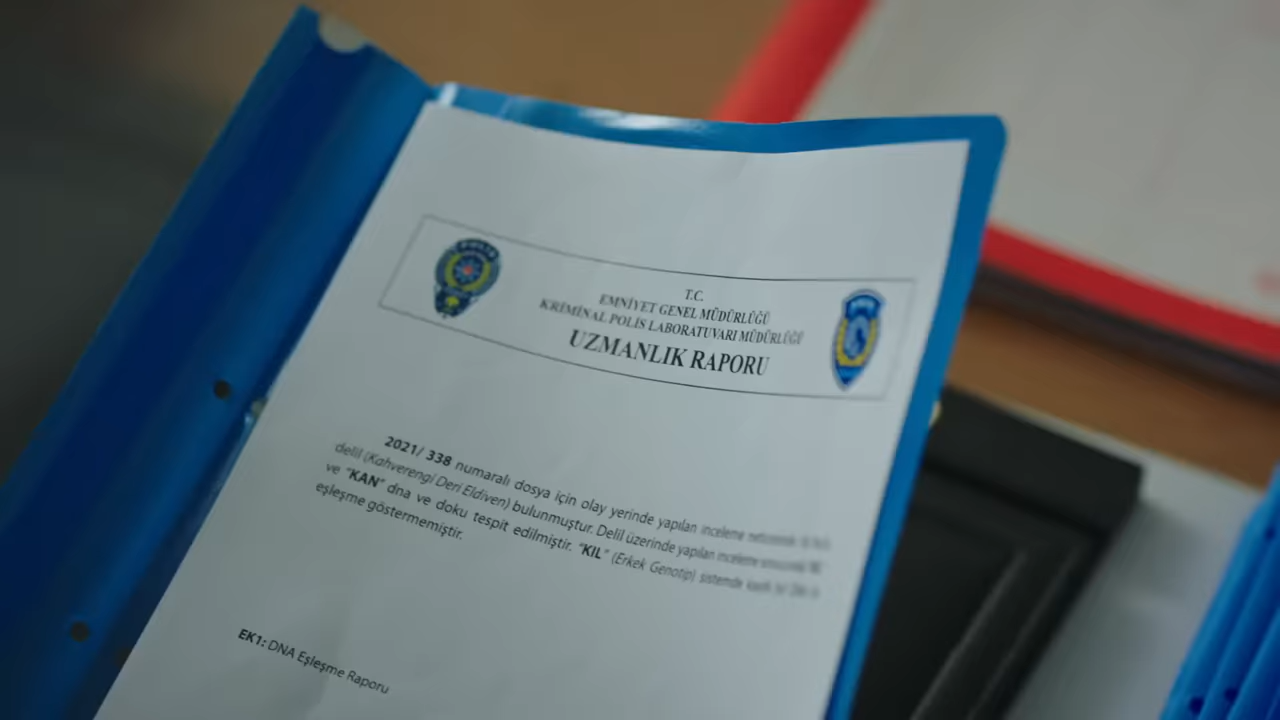 POLİS
T.C.
EMNİYET GENEL MÜDÜRLÜĞÜ
KRİMİNAL POLİS LABORATUVARI MÜDÜRLÜĞÜ
UZMANLIK RAPORU
2021/ 338 numaralı dosya için olay yerinde yapılan incelene
delil (Kahverengi Deri Eldiven) bulunmuştur. Delil üzerinde yapılan inceleme
ve "KAN" dna ve doku tespit edilmiştir. "KIL" (Erkek Genotip) sistemde
eşleşme göstermemiştir.
EK1: DNA Eşleşme Raporu